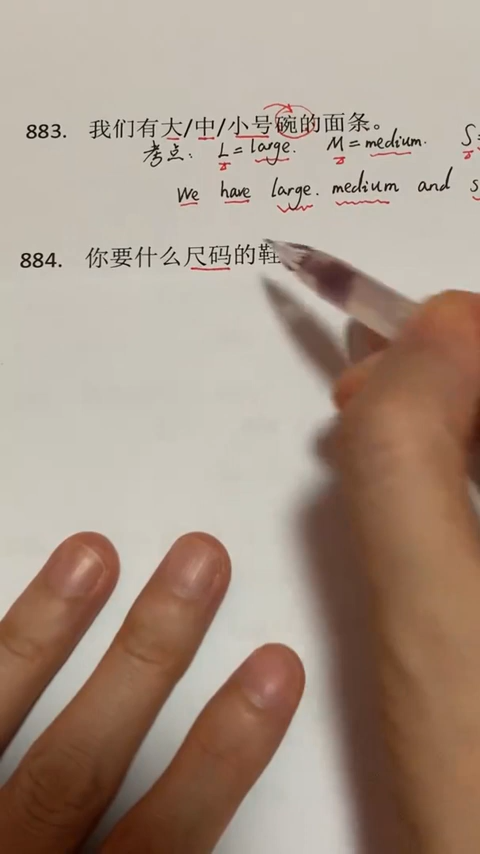 883. 我们有大/中/小号碗的面条。
考点: L = large. M = medium. S =
We have large. medium and s
884. 你要什么尺码的鞋